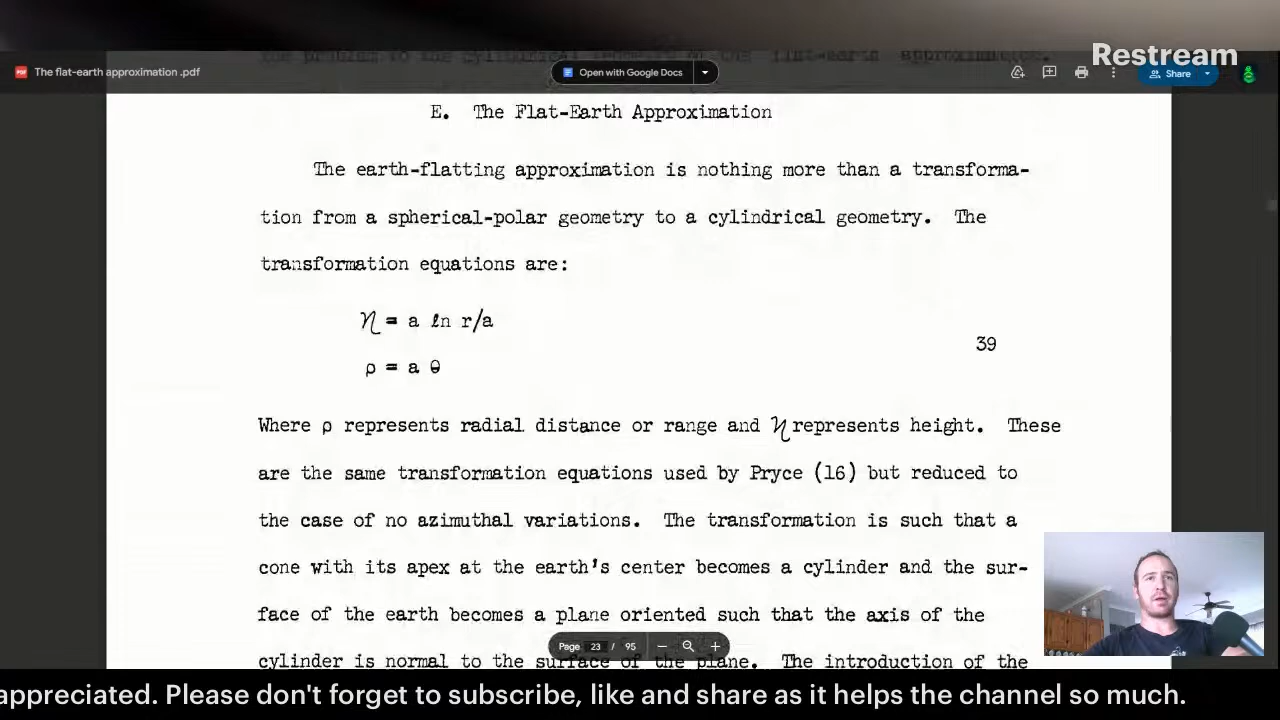 Restream
The flat-earth approximation .pdf
Open with Google Docs
Share
E. The Flat-Earth Approximation
The earth-flatting approximation is nothing more than a transforma-
tion from a spherical-polar geometry to a cylindrical geometry. The
transformation equations are:
η = a ln r/a
39
ρ = a θ
Where ρ represents radial distance or range and η represents height. These
are the same transformation equations used by Pryce (16) but reduced to
the case of no azimuthal variations. The transformation is such that a
cone with its apex at the earth's center becomes a cylinder and the sur-
face of the earth becomes a plane oriented such that the axis of the
cylinder is normal to the surface of the plane. The introduction of the
Page 23 / 95
appreciated. Please don't forget to subscribe, like and share as it helps the channel so much.